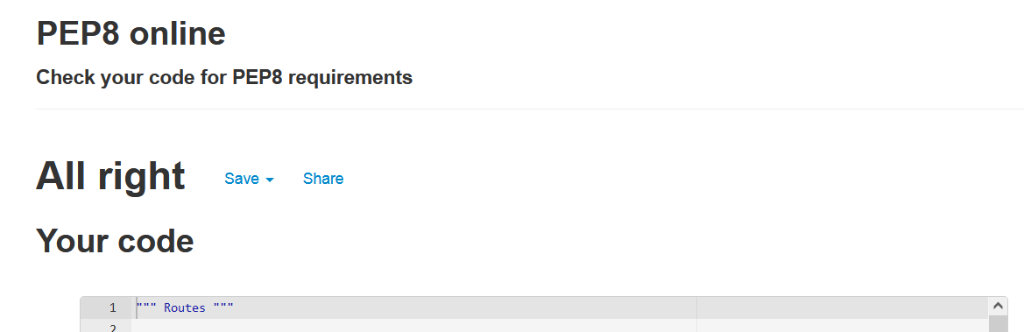 PEP8 online
Check your code for PEP8 requirements
All right Save Share
Your code
1 """ Routes """
2